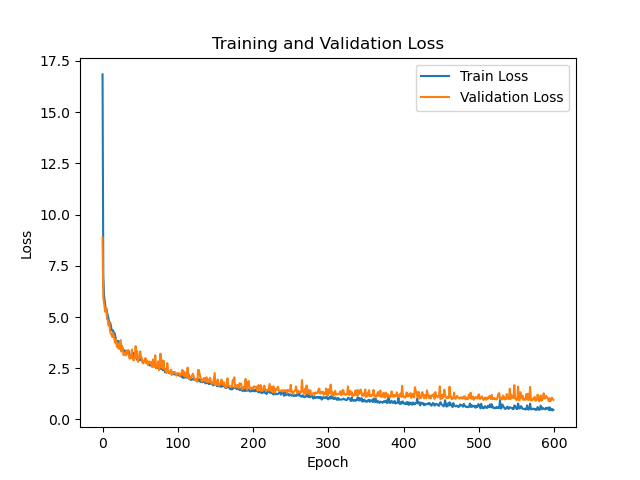 Training and Validation Loss
Train Loss
Validation Loss
17.5
15.0
12.5
10.0
7.5
5.0
2.5
0.0
Loss
0 100 200 300 400 500 600
Epoch